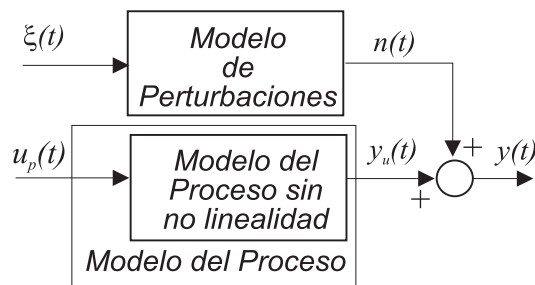 ξ(t)
Modelo
de
Perturbaciones
n(t)
u_p(t)
Modelo del
Proceso sin
no linealidad
y_u(t)
+
+
y(t)
Modelo del Proceso